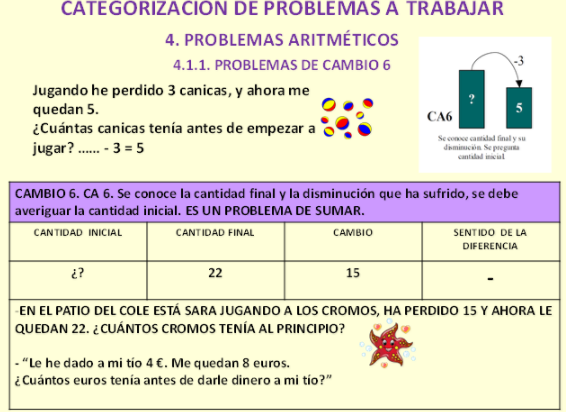 CATEGORIZACIÓN DE PROBLEMAS A TRABAJAR
4. PROBLEMAS ARITMÉTICOS
4.1.1. PROBLEMAS DE CAMBIO 6
Jugando he perdido 3 canicas, y ahora me
quedan 5.
¿Cuántas canicas tenía antes de empezar a
jugar? ...... - 3 = 5
-3
?
5
CA6
Se conoce cantidad final y su
disminución. Se pregunta
cantidad inicial.
CAMBIO 6. CA 6. Se conoce la cantidad final y la disminución que ha sufrido, se debe
averiguar la cantidad inicial. ES UN PROBLEMA DE SUMAR.
CANTIDAD INICIAL
CANTIDAD FINAL
CAMBIO
SENTIDO DE LA
DIFERENCIA
¿?
22
15
-
-EN EL PATIO DEL COLE ESTÁ SARA JUGANDO A LOS CROMOS, HA PERDIDO 15 Y AHORA LE
QUEDAN 22. ¿CUÁNTOS CROMOS TENÍA AL PRINCIPIO?
- “Le he dado a mi tío 4 €. Me quedan 8 euros.
¿Cuántos euros tenía antes de darle dinero a mi tío?”